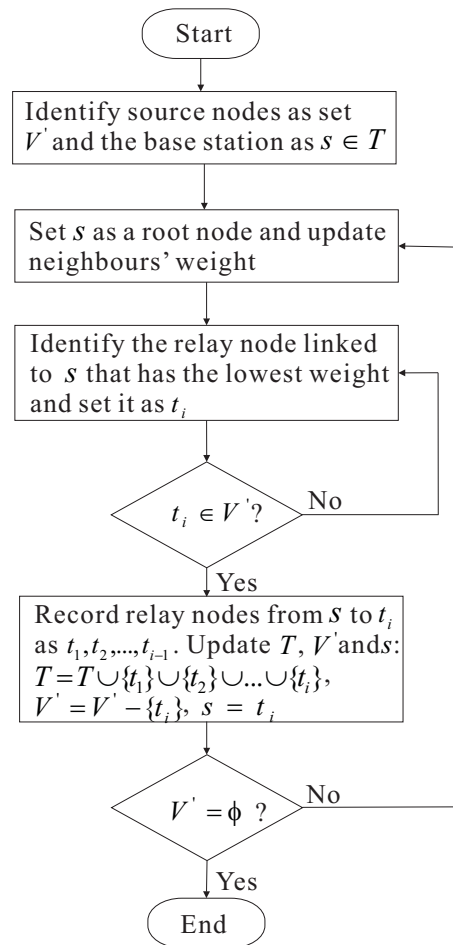 Start
Identify source nodes as set
V' and the base station as s ∈ T
Set s as a root node and update
neighbours' weight
Identify the relay node linked
to s that has the lowest weight
and set it as tᵢ
tᵢ ∈ V'?
No
Yes
Record relay nodes from s to tᵢ
as t₁,t₂,...,tᵢ₋₁. Update T, V'and s:
T=T∪{t₁}∪{t₂}∪...∪{tᵢ},
V'=V'-{tᵢ}, s = tᵢ
V'=ϕ ?
No
Yes
End